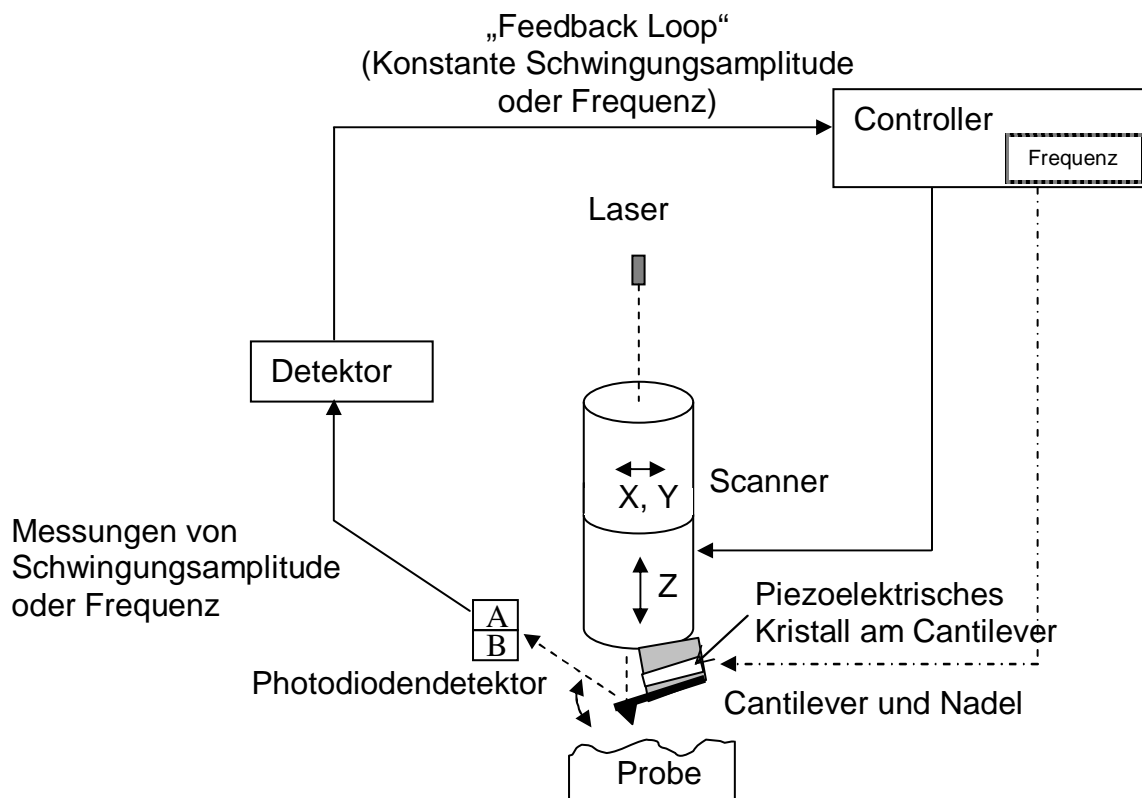 „Feedback Loop“
(Konstante Schwingungsamplitude
oder Frequenz)
Controller
Frequenz
Laser
Detektor
X, Y
Scanner
Messungen von
Schwingungsamplitude
oder Frequenz
Z
Piezoelektrisches
Kristall am Cantilever
A
B
Photodiodendetektor
Cantilever und Nadel
Probe